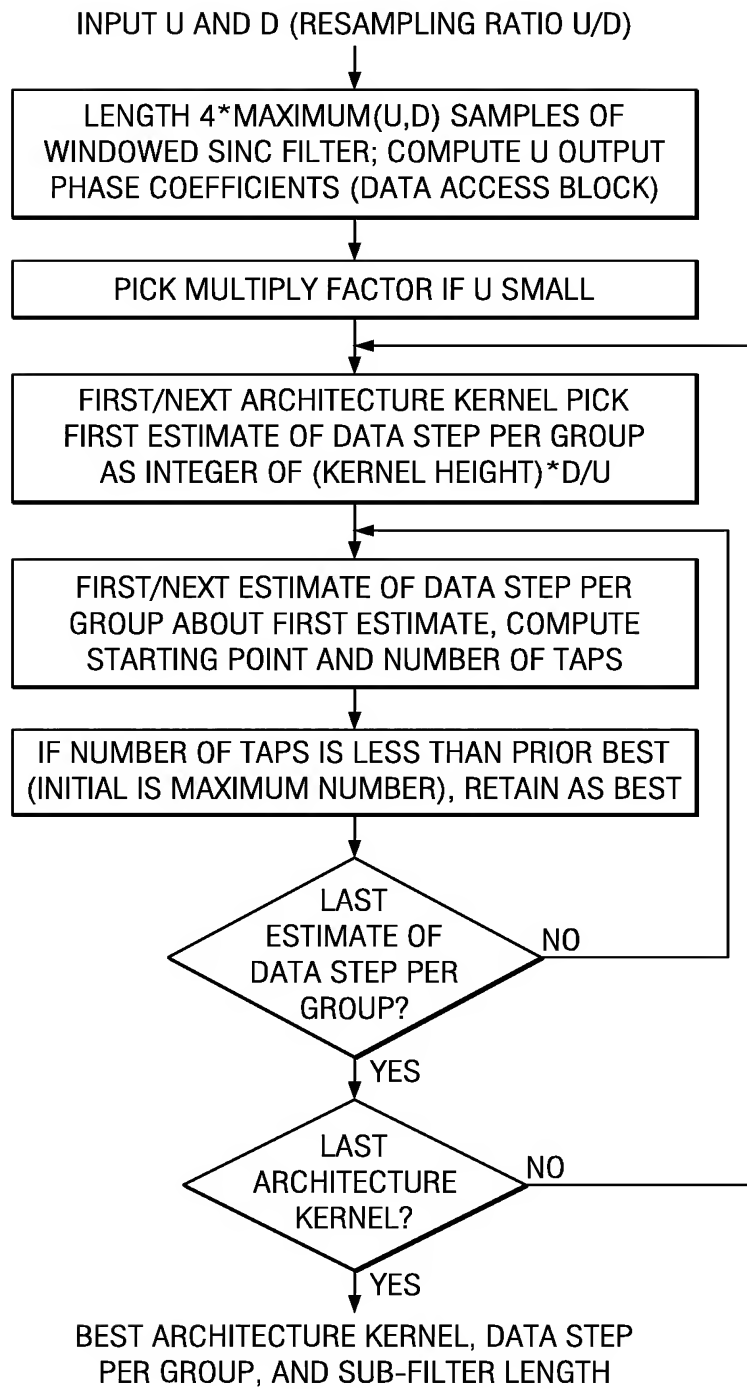 INPUT U AND D (RESAMPLING RATIO U/D)
LENGTH 4*MAXIMUM(U,D) SAMPLES OF
WINDOWED SINC FILTER; COMPUTE U OUTPUT
PHASE COEFFICIENTS (DATA ACCESS BLOCK)
PICK MULTIPLY FACTOR IF U SMALL
FIRST/NEXT ARCHITECTURE KERNEL PICK
FIRST ESTIMATE OF DATA STEP PER GROUP
AS INTEGER OF (KERNEL HEIGHT)*D/U
FIRST/NEXT ESTIMATE OF DATA STEP PER
GROUP ABOUT FIRST ESTIMATE, COMPUTE
STARTING POINT AND NUMBER OF TAPS
IF NUMBER OF TAPS IS LESS THAN PRIOR BEST
(INITIAL IS MAXIMUM NUMBER), RETAIN AS BEST
LAST
ESTIMATE OF
DATA STEP PER
GROUP?
NO
YES
LAST
ARCHITECTURE
KERNEL?
NO
YES
BEST ARCHITECTURE KERNEL, DATA STEP
PER GROUP, AND SUB-FILTER LENGTH